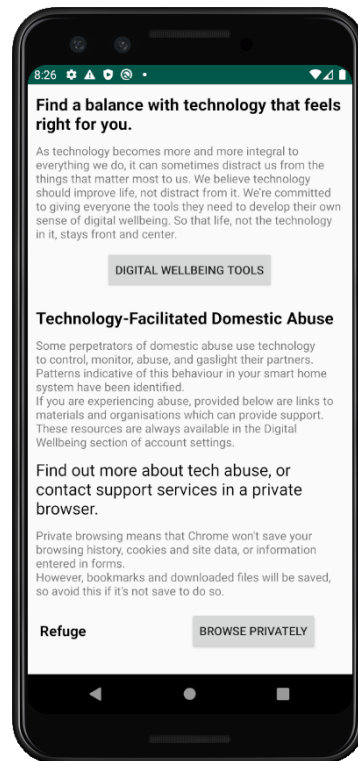 8:26
Find a balance with technology that feels
right for you.
As technology becomes more and more integral to
everything we do, it can sometimes distract us from the
things that matter most to us. We believe technology
should improve life, not distract from it. We're committed
to giving everyone the tools they need to develop their own
sense of digital wellbeing. So that life, not the technology
in it, stays front and center.
DIGITAL WELLBEING TOOLS
Technology-Facilitated Domestic Abuse
Some perpetrators of domestic abuse use technology
to control, monitor, abuse, and gaslight their partners.
Patterns indicative of this behaviour in your smart home
system have been identified.
If you are experiencing abuse, provided below are links to
materials and organisations which can provide support.
These resources are always available in the Digital
Wellbeing section of account settings.
Find out more about tech abuse, or
contact support services in a private
browser.
Private browsing means that Chrome won't save your
browsing history, cookies and site data, or information
entered in forms.
However, bookmarks and downloaded files will be saved,
so avoid this if it's not save to do so.
Refuge BROWSE PRIVATELY